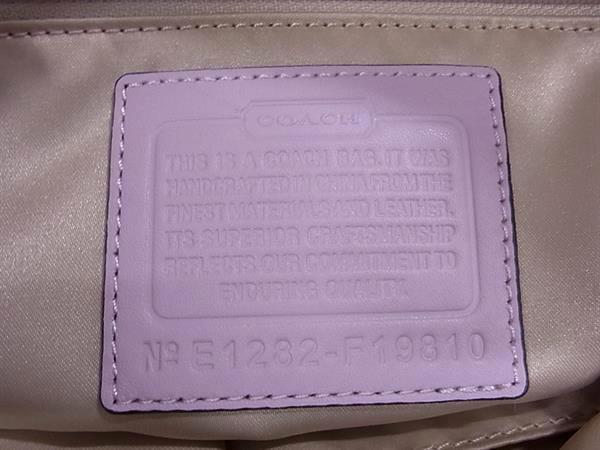 COACH
THIS IS A COACH BAG. IT WAS
HANDCRAFTED IN CHINA FROM THE
FINEST MATERIALS AND LEATHER.
ITS SUPERIOR CRAFTSMANSHIP
REFLECTS OUR COMMITMENT TO
ENDURING QUALITY.
Nº E1282-F19810